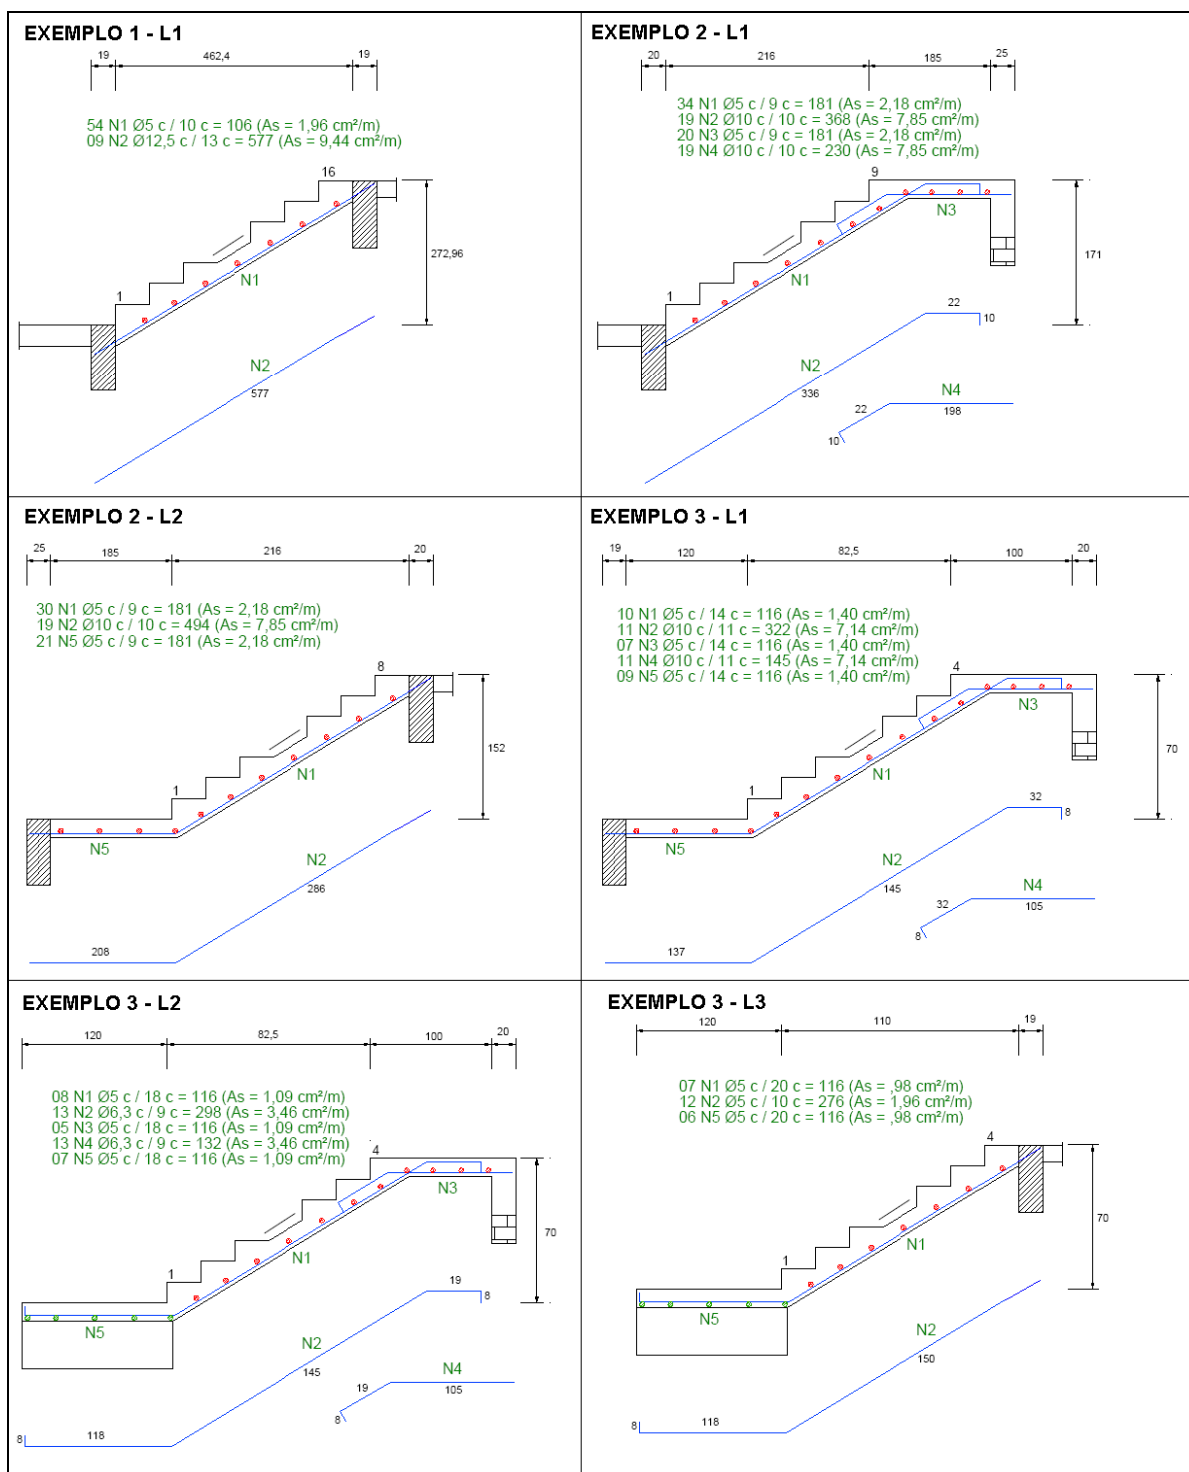 EXEMPLO 1 - L1
19
462,4
19
54 N1 Ø5 c / 10 c = 106 (As = 1,96 cm²/m)
09 N2 Ø12,5 c / 13 c = 577 (As = 9,44 cm²/m)
16
272,96
1
N1
N2
577
EXEMPLO 2 - L1
20
216
185
25
34 N1 Ø5 c / 9 c = 181 (As = 2,18 cm²/m)
19 N2 Ø10 c / 10 c = 368 (As = 7,85 cm²/m)
20 N3 Ø5 c / 9 c = 181 (As = 2,18 cm²/m)
19 N4 Ø10 c / 10 c = 230 (As = 7,85 cm²/m)
9
N3
171
1
N1
22
10
N2
336
N4
22
198
10
EXEMPLO 2 - L2
25
185
216
20
30 N1 Ø5 c / 9 c = 181 (As = 2,18 cm²/m)
19 N2 Ø10 c / 10 c = 494 (As = 7,85 cm²/m)
21 N5 Ø5 c / 9 c = 181 (As = 2,18 cm²/m)
8
152
1
N1
N5
N2
286
208
EXEMPLO 3 - L1
19
120
82,5
100
20
10 N1 Ø5 c / 14 c = 116 (As = 1,40 cm²/m)
11 N2 Ø10 c / 11 c = 322 (As = 7,14 cm²/m)
07 N3 Ø5 c / 14 c = 116 (As = 1,40 cm²/m)
11 N4 Ø10 c / 11 c = 145 (As = 7,14 cm²/m)
09 N5 Ø5 c / 14 c = 116 (As = 1,40 cm²/m)
4
N3
70
1
N1
N5
32
8
N2
145
N4
32
105
8
137
EXEMPLO 3 - L2
120
82,5
100
20
08 N1 Ø5 c / 18 c = 116 (As = 1,09 cm²/m)
13 N2 Ø6,3 c / 9 c = 298 (As = 3,46 cm²/m)
05 N3 Ø5 c / 18 c = 116 (As = 1,09 cm²/m)
13 N4 Ø6,3 c / 9 c = 132 (As = 3,46 cm²/m)
07 N5 Ø5 c / 18 c = 116 (As = 1,09 cm²/m)
4
N3
70
1
N1
N5
19
8
N2
145
N4
19
105
8
8
118
EXEMPLO 3 - L3
120
110
19
07 N1 Ø5 c / 20 c = 116 (As = ,98 cm²/m)
12 N2 Ø5 c / 10 c = 276 (As = 1,96 cm²/m)
06 N5 Ø5 c / 20 c = 116 (As = ,98 cm²/m)
4
70
1
N1
N5
N2
150
8
118